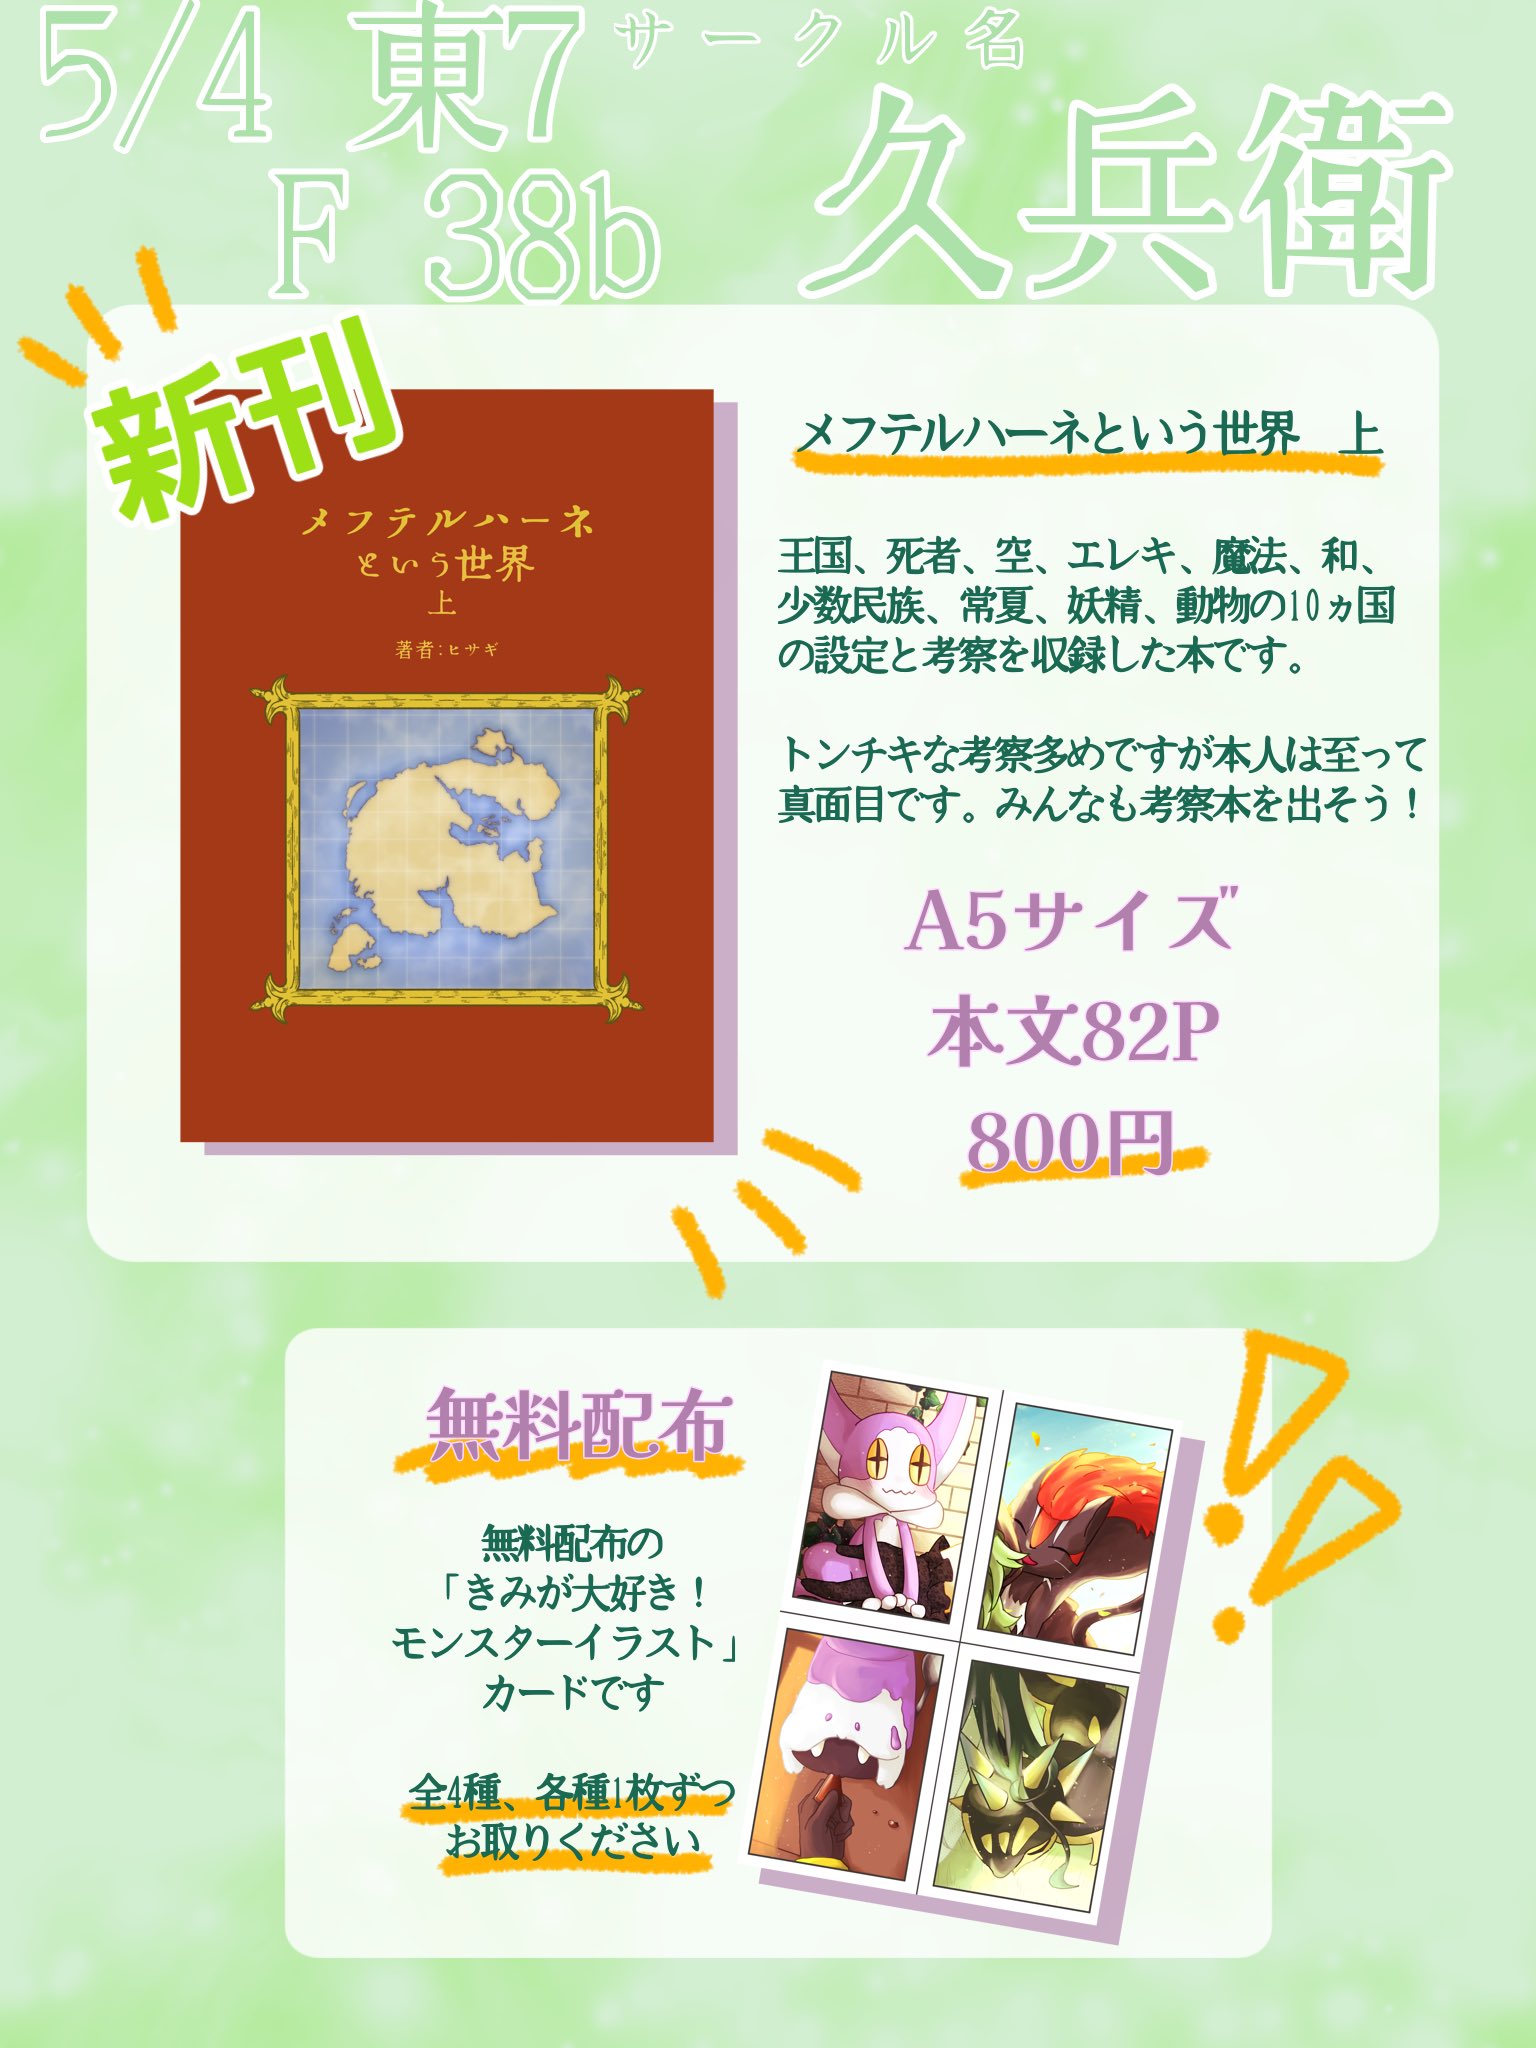 5/4 東7
サークル名
F 38b
久兵衛
新刊
メフテルハーネ
という世界
上
著者:ヒサギ
メフテルハーネという世界　上
王国、死者、空、エレキ、魔法、和、
少数民族、常夏、妖精、動物の10ヵ国
の設定と考察を収録した本です。
トンチキな考察多めですが本人は至って
真面目です。みんなも考察本を出そう！
A5サイズ
本文82P
800円
無料配布
無料配布の
「きみが大好き！
モンスターイラスト」
カードです
全4種、各種1枚ずつ
お取りください